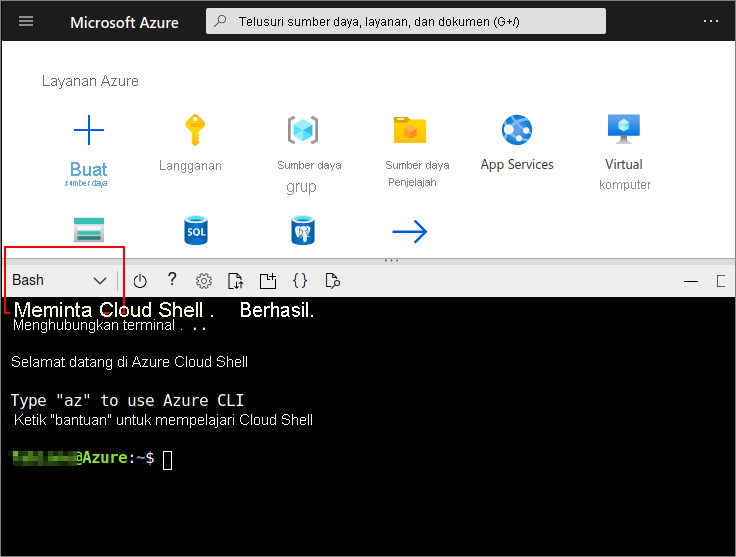 Microsoft Azure
Telusuri sumber daya, layanan, dan dokumen (G+/)
Layanan Azure
Buat
sumber daya
Langganan
Sumber daya
grup
Sumber daya
Penjelajah
App Services
Virtual
komputer
SQL
Bash
?
{}
Meminta Cloud Shell . Berhasil.
Menghubungkan terminal . . .
Selamat datang di Azure Cloud Shell
Type "az" to use Azure CLI
Ketik "bantuan" untuk mempelajari Cloud Shell
@Azure:~$